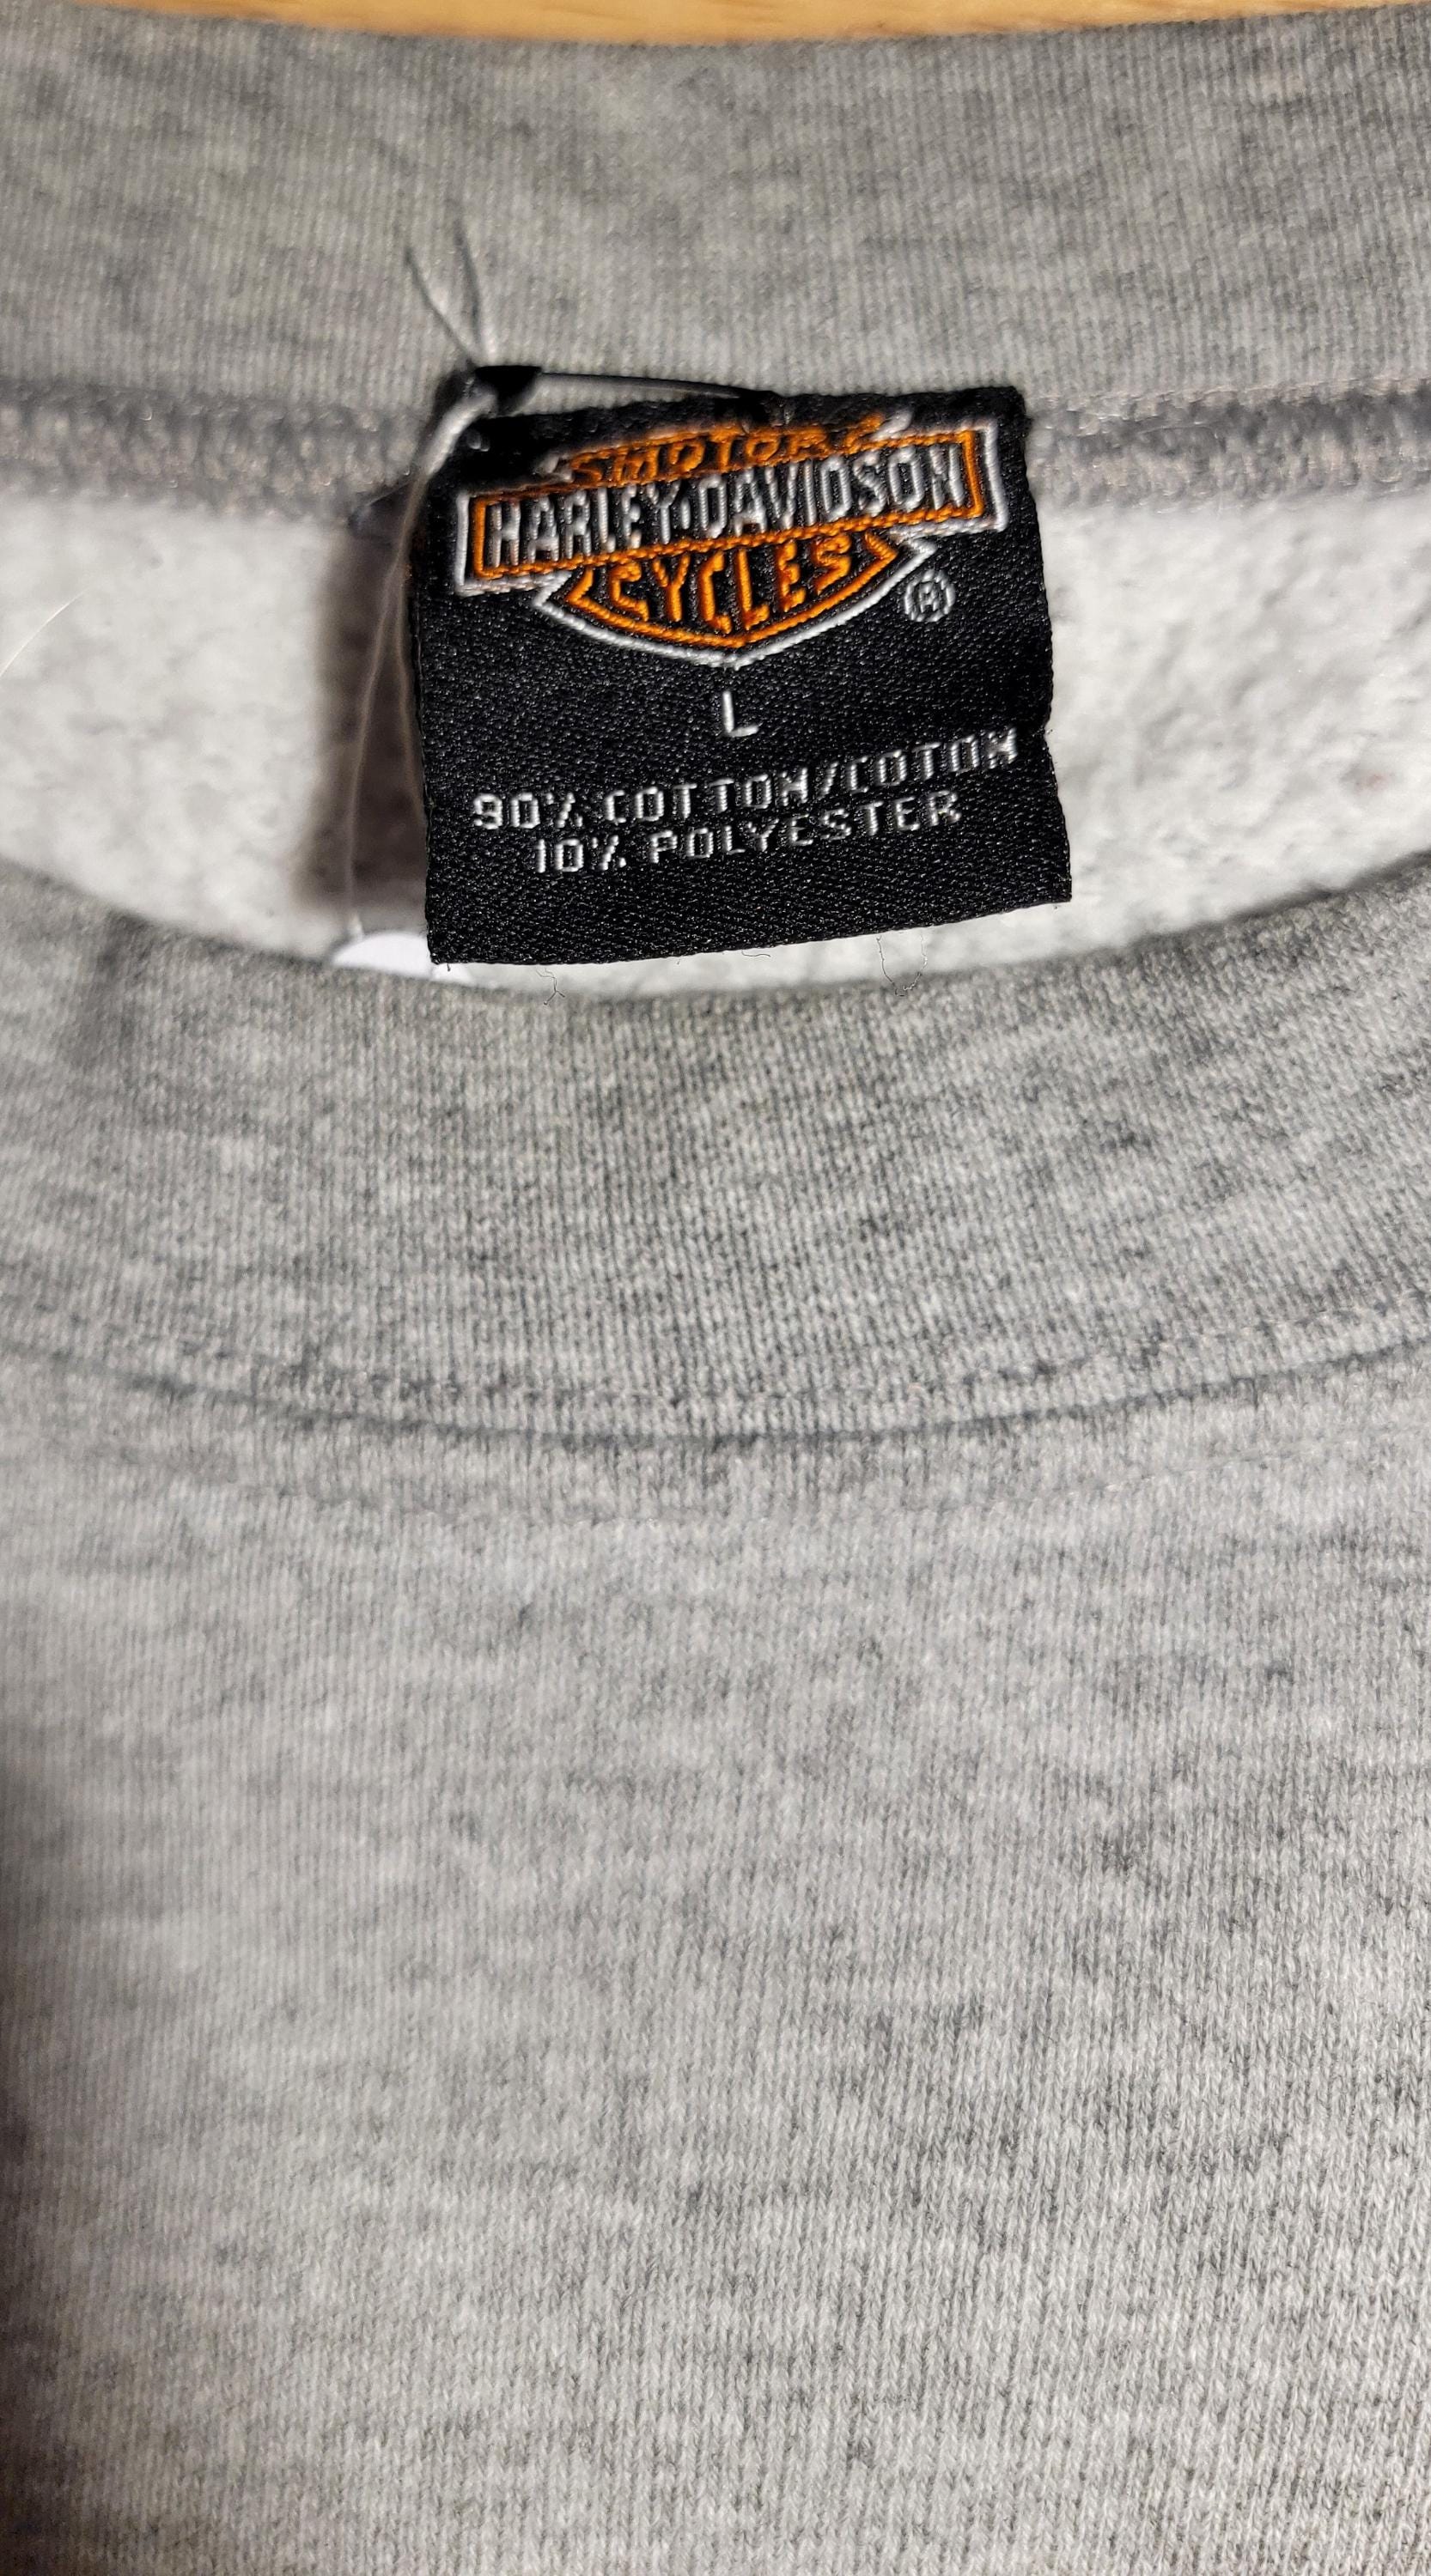 MOTOR
HARLEY-DAVIDSON
CYCLES
®
L
90% COTTON/COTON
10% POLYESTER